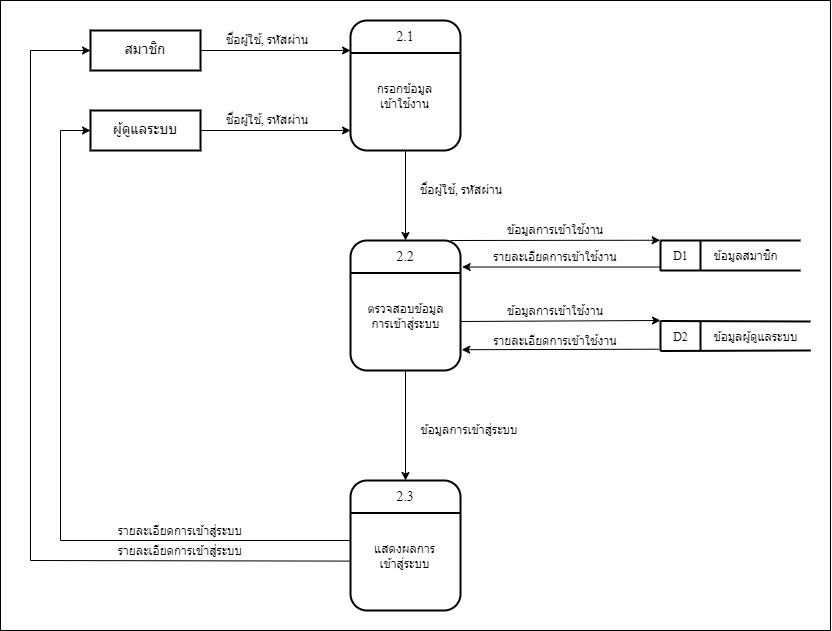 สมาชิก
ชื่อผู้ใช้, รหัสผ่าน
2.1
กรอกข้อมูล
เข้าใช้งาน
ผู้ดูแลระบบ
ชื่อผู้ใช้, รหัสผ่าน
ชื่อผู้ใช้, รหัสผ่าน
2.2
ตรวจสอบข้อมูล
การเข้าสู่ระบบ
ข้อมูลการเข้าใช้งาน
รายละเอียดการเข้าใช้งาน
D1
ข้อมูลสมาชิก
ข้อมูลการเข้าใช้งาน
รายละเอียดการเข้าใช้งาน
D2
ข้อมูลผู้ดูแลระบบ
ข้อมูลการเข้าสู่ระบบ
2.3
แสดงผลการ
เข้าสู่ระบบ
รายละเอียดการเข้าสู่ระบบ
รายละเอียดการเข้าสู่ระบบ